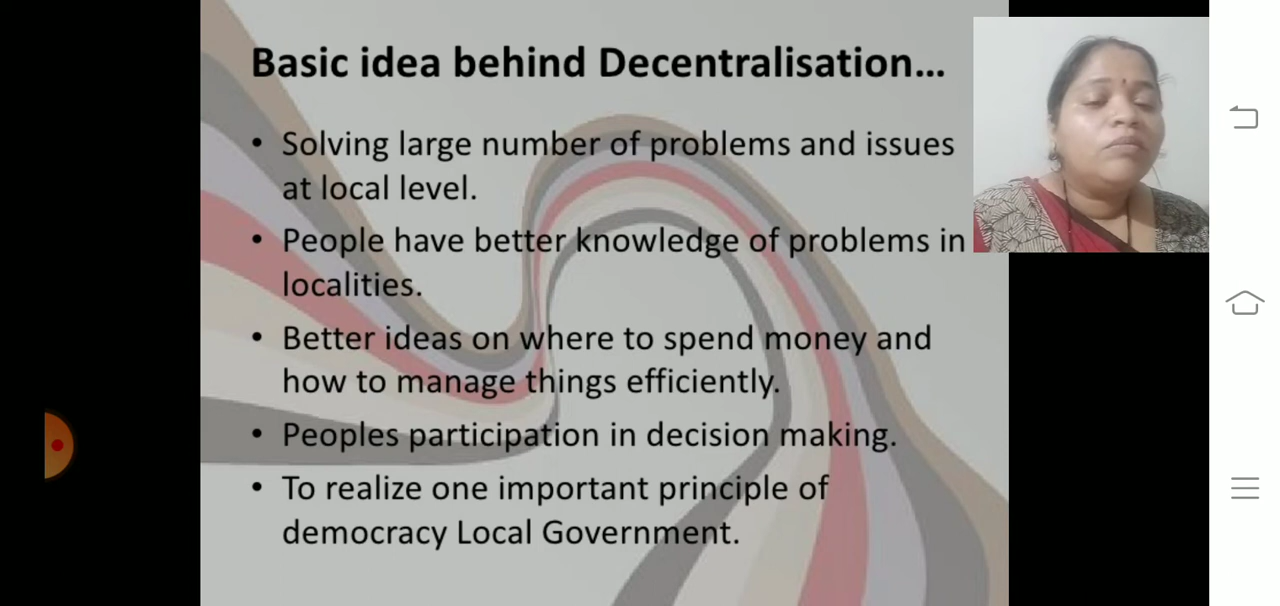 Basic idea behind Decentralisation...
• Solving large number of problems and issues
at local level.
• People have better knowledge of problems in
localities.
• Better ideas on where to spend money and
how to manage things efficiently.
• Peoples participation in decision making.
• To realize one important principle of
democracy Local Government.